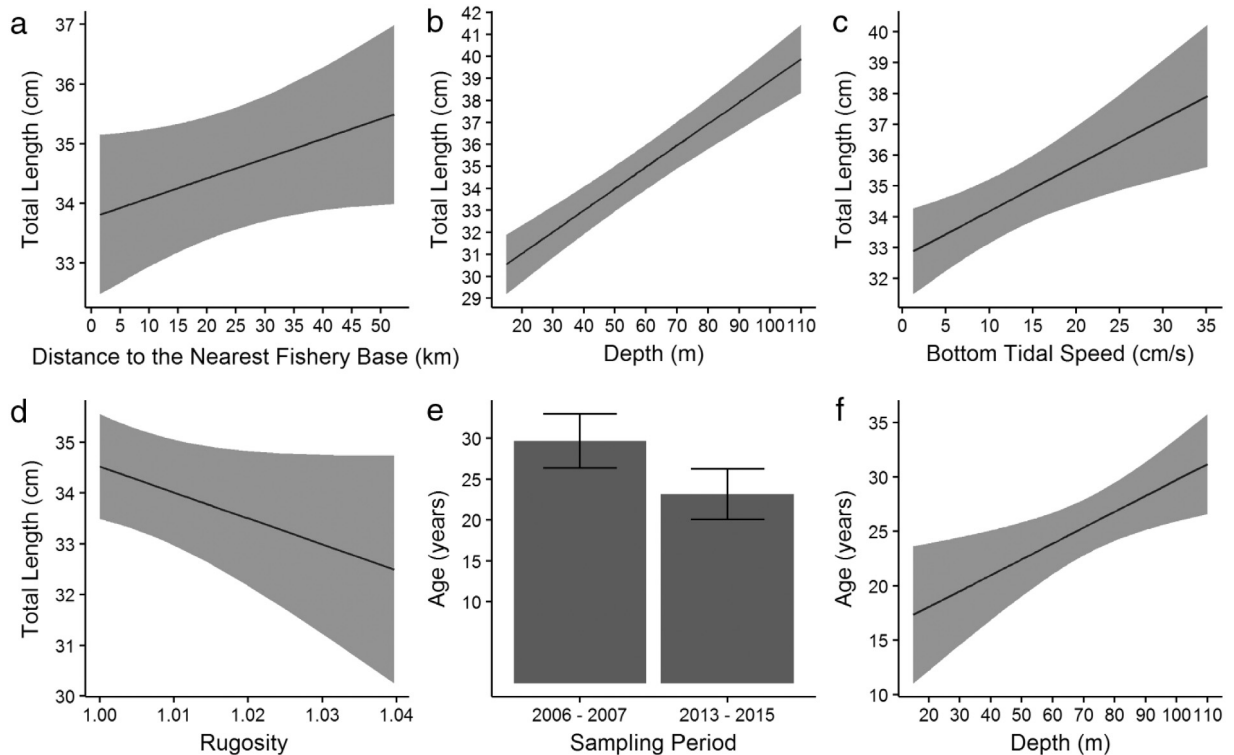 a
37
36
35
34
33
Total Length (cm)
0 5 10 15 20 25 30 35 40 45 50
Distance to the Nearest Fishery Base (km)
b
42
41
40
39
38
37
36
35
34
33
32
31
30
29
Total Length (cm)
20 30 40 50 60 70 80 90 100 110
Depth (m)
c
40
39
38
37
36
35
34
33
32
Total Length (cm)
0 5 10 15 20 25 30 35
Bottom Tidal Speed (cm/s)
d
35
34
33
32
31
30
Total Length (cm)
1.00 1.01 1.02 1.03 1.04
Rugosity
e
30
25
20
15
10
Age (years)
2006 - 2007 2013 - 2015
Sampling Period
f
35
30
25
20
15
10
Age (years)
20 30 40 50 60 70 80 90 100 110
Depth (m)